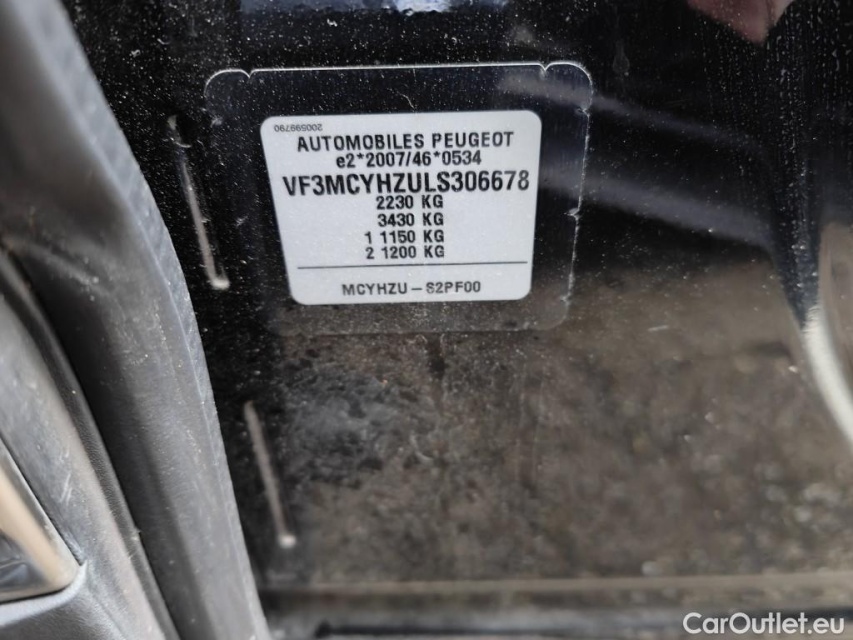 200599790
AUTOMOBILES PEUGEOT
e2*2007/46*0534
VF3MCYHZULS306678
2230 KG
3430 KG
1 1150 KG
2 1200 KG
MCYHZU – S2PF00
CarOutlet.eu